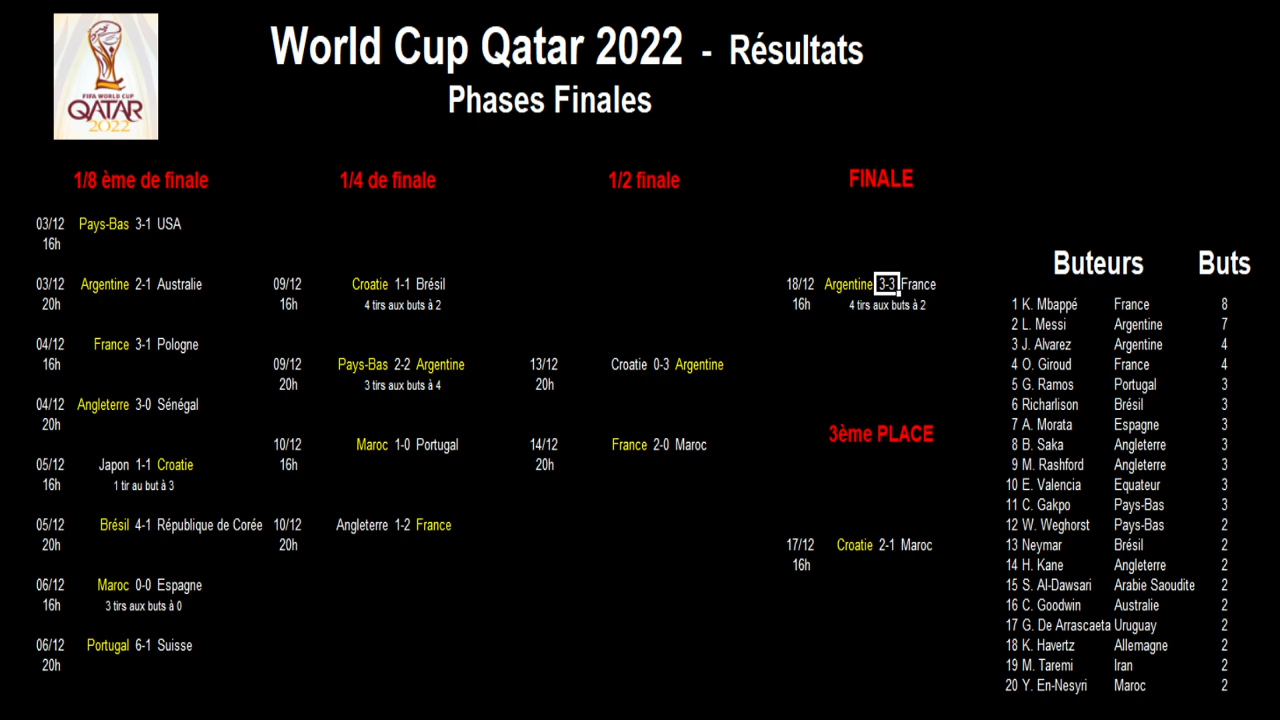 FIFA WORLD CUP
QATAR
2022
World Cup Qatar 2022 - Résultats
Phases Finales
1/8 ème de finale
03/12 Pays-Bas 3-1 USA
16h
03/12 Argentine 2-1 Australie
20h
04/12 France 3-1 Pologne
16h
04/12 Angleterre 3-0 Sénégal
20h
05/12 Japon 1-1 Croatie
16h 1 tir au but à 3
05/12 Brésil 4-1 République de Corée
20h
06/12 Maroc 0-0 Espagne
16h 3 tirs aux buts à 0
06/12 Portugal 6-1 Suisse
20h
1/4 de finale
09/12 Croatie 1-1 Brésil
16h 4 tirs aux buts à 2
09/12 Pays-Bas 2-2 Argentine
20h 3 tirs aux buts à 4
10/12 Maroc 1-0 Portugal
16h
10/12 Angleterre 1-2 France
20h
1/2 finale
13/12 Croatie 0-3 Argentine
20h
14/12 France 2-0 Maroc
20h
FINALE
18/12 Argentine 3-3 France
16h 4 tirs aux buts à 2
3ème PLACE
17/12 Croatie 2-1 Maroc
16h
Buteurs Buts
1 K. Mbappé France 8
2 L. Messi Argentine 7
3 J. Alvarez Argentine 4
4 O. Giroud France 4
5 G. Ramos Portugal 3
6 Richarlison Brésil 3
7 A. Morata Espagne 3
8 B. Saka Angleterre 3
9 M. Rashford Angleterre 3
10 E. Valencia Equateur 3
11 C. Gakpo Pays-Bas 3
12 W. Weghorst Pays-Bas 2
13 Neymar Brésil 2
14 H. Kane Angleterre 2
15 S. Al-Dawsari Arabie Saoudite 2
16 C. Goodwin Australie 2
17 G. De Arrascaeta Uruguay 2
18 K. Havertz Allemagne 2
19 M. Taremi Iran 2
20 Y. En-Nesyri Maroc 2